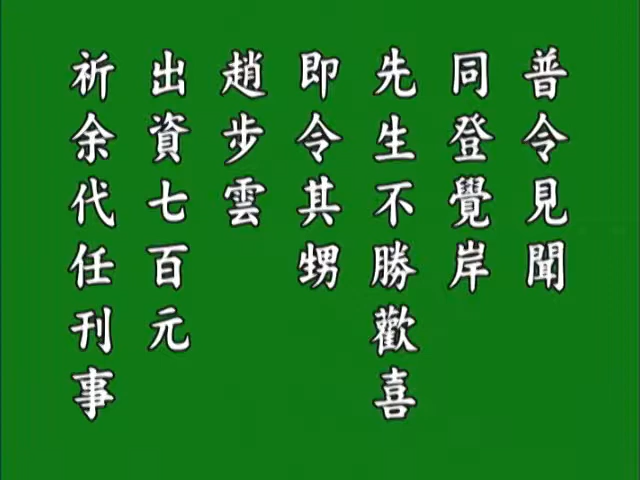 普令見聞
同登覺岸
先生不勝歡喜
即令其甥
趙步雲
出資七百元
祈余代任刊事